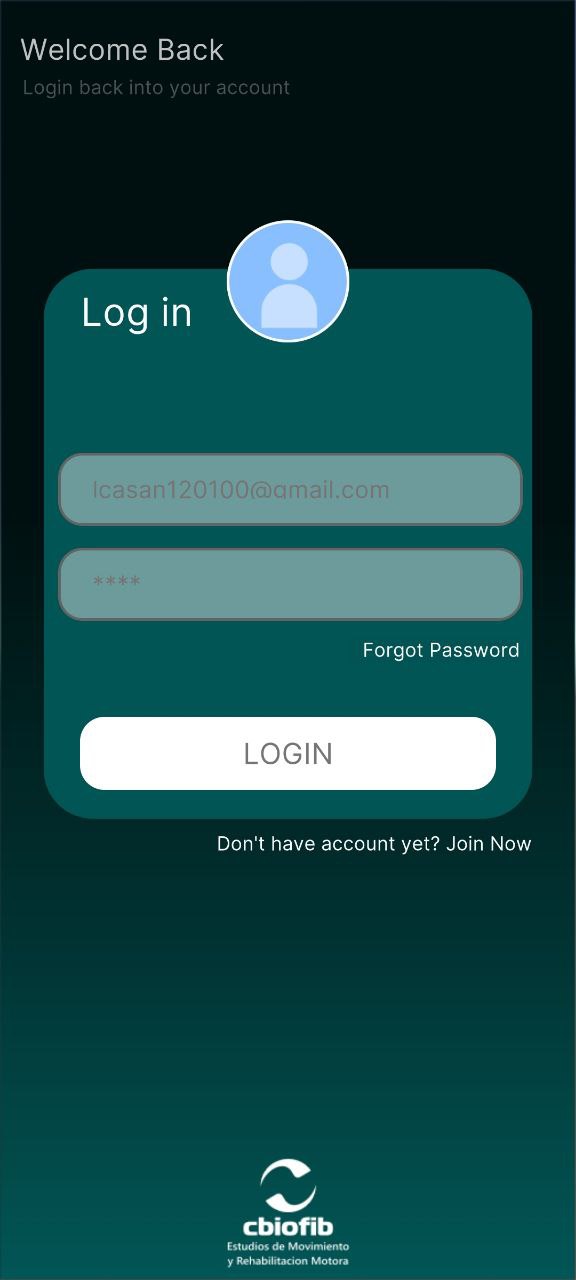 Welcome Back
Login back into your account
Log in
lcasan120100@gmail.com
****
Forgot Password
LOGIN
Don't have account yet? Join Now
cbiofib
Estudios de Movimiento
y Rehabilitacion Motora